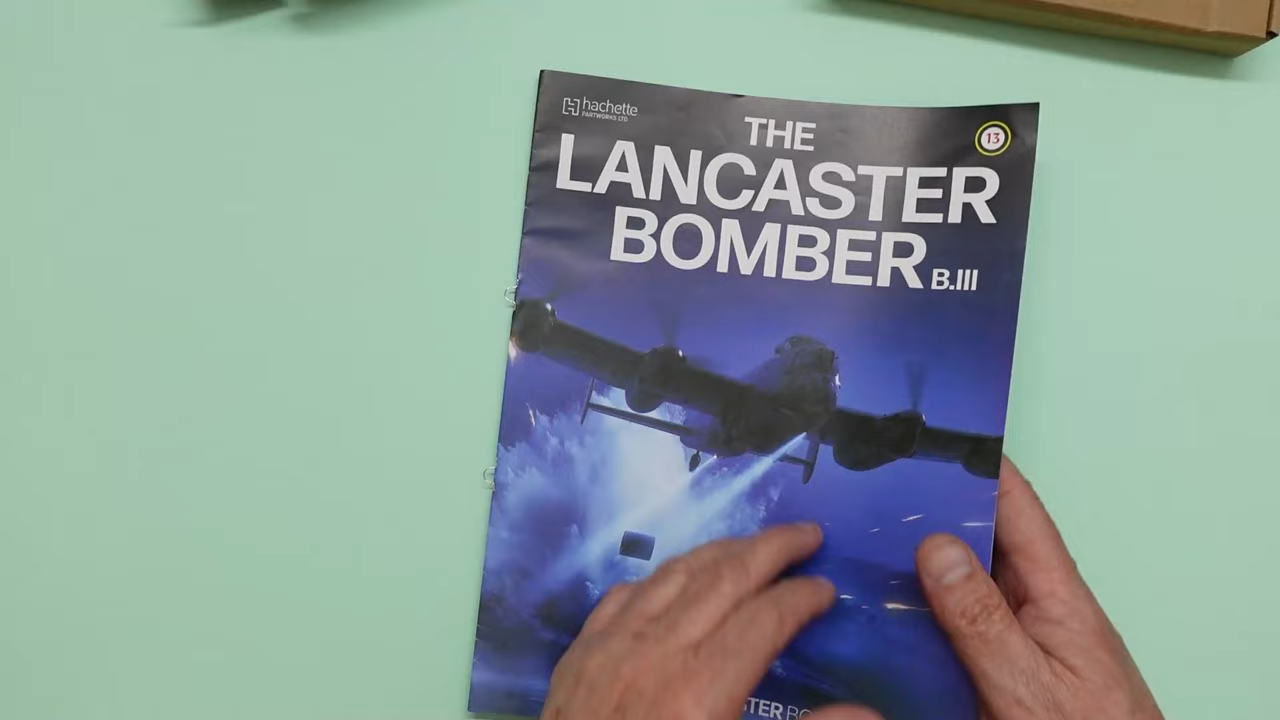 hachette
PARTWORKS LTD
13
THE
LANCASTER
BOMBER B.III